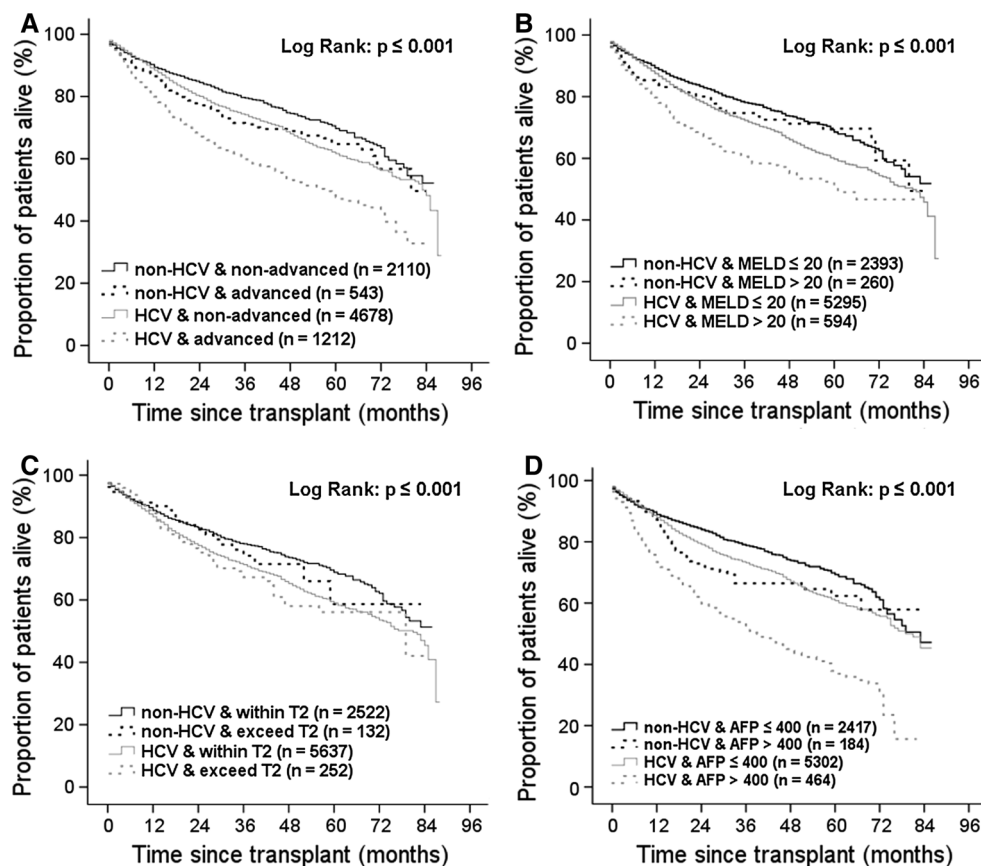 A
Log Rank: p ≤ 0.001
Proportion of patients alive (%)
100
80
60
40
20
0
non-HCV & non-advanced (n = 2110)
non-HCV & advanced (n = 543)
HCV & non-advanced (n = 4678)
HCV & advanced (n = 1212)
0 12 24 36 48 60 72 84 96
Time since transplant (months)
B
Log Rank: p ≤ 0.001
Proportion of patients alive (%)
100
80
60
40
20
0
non-HCV & MELD ≤ 20 (n = 2393)
non-HCV & MELD > 20 (n = 260)
HCV & MELD ≤ 20 (n = 5295)
HCV & MELD > 20 (n = 594)
0 12 24 36 48 60 72 84 96
Time since transplant (months)
C
Log Rank: p ≤ 0.001
Proportion of patients alive (%)
100
80
60
40
20
0
non-HCV & within T2 (n = 2522)
non-HCV & exceed T2 (n = 132)
HCV & within T2 (n = 5637)
HCV & exceed T2 (n = 252)
0 12 24 36 48 60 72 84 96
Time since transplant (months)
D
Log Rank: p ≤ 0.001
Proportion of patients alive (%)
100
80
60
40
20
0
non-HCV & AFP ≤ 400 (n = 2417)
non-HCV & AFP > 400 (n = 184)
HCV & AFP ≤ 400 (n = 5302)
HCV & AFP > 400 (n = 464)
0 12 24 36 48 60 72 84 96
Time since transplant (months)